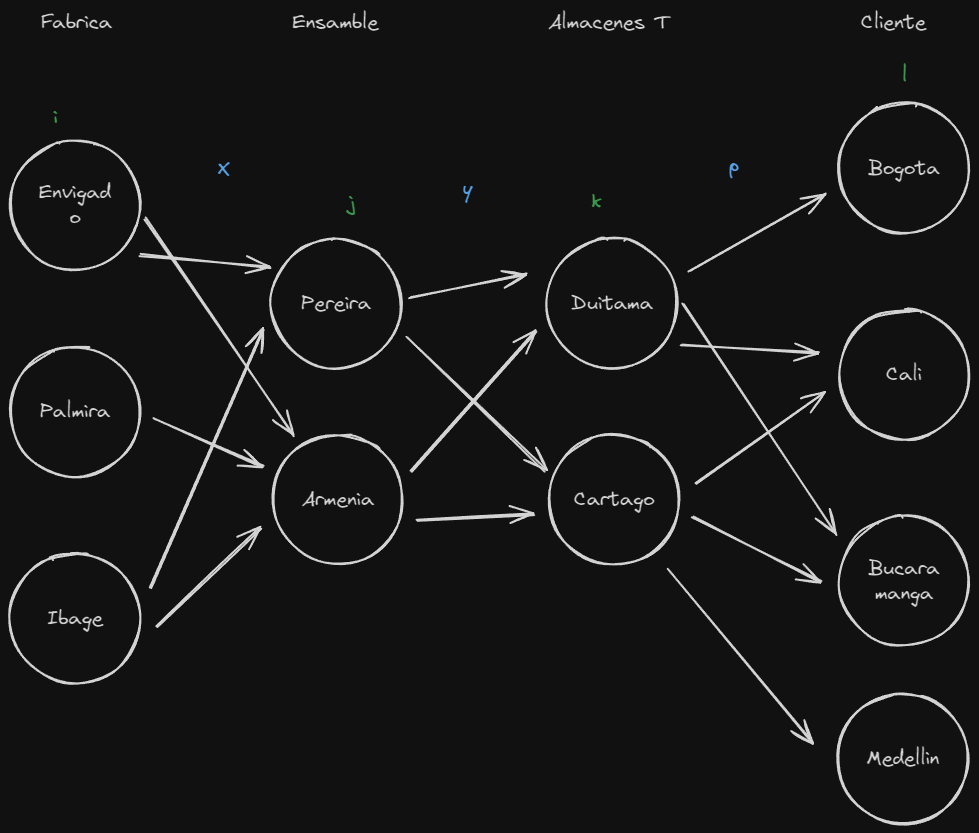 Fabrica
Ensamble
Almacenes T
Cliente
i
x
j
y
k
p
l
Envigad
o
Palmira
Ibage
Pereira
Armenia
Duitama
Cartago
Bogota
Cali
Bucara
manga
Medellin